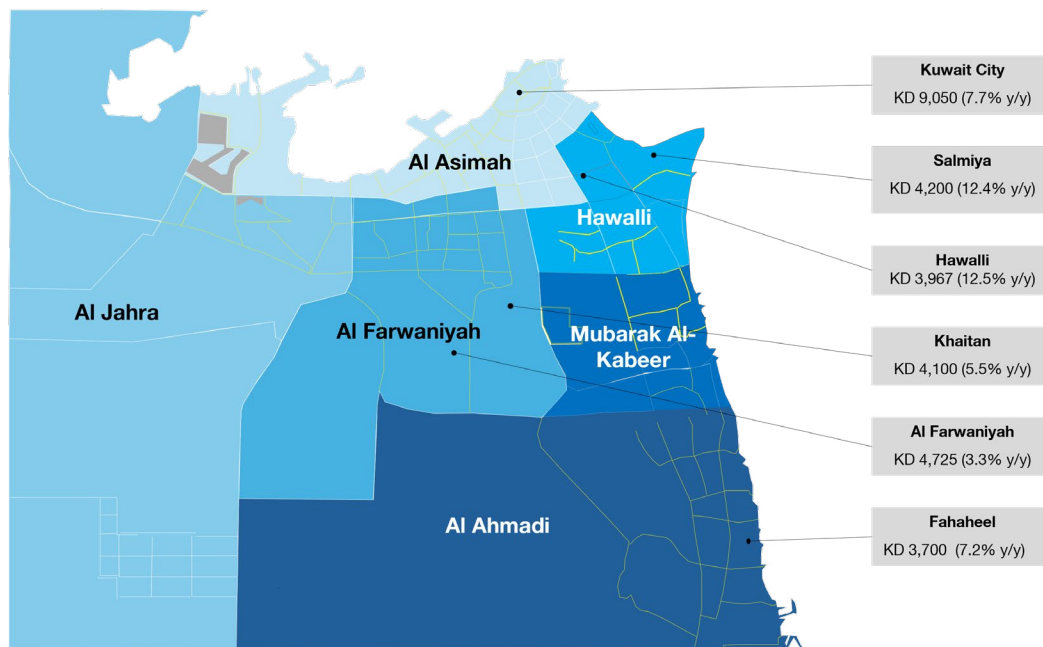 Kuwait City
KD 9,050 (7.7% y/y)
Al Asimah
Salmiya
KD 4,200 (12.4% y/y)
Hawalli
Hawalli
KD 3,967 (12.5% y/y)
Al Jahra
Al Farwaniyah
Mubarak Al-
Kabeer
Khaitan
KD 4,100 (5.5% y/y)
Al Farwaniyah
KD 4,725 (3.3% y/y)
Al Ahmadi
Fahaheel
KD 3,700 (7.2% y/y)